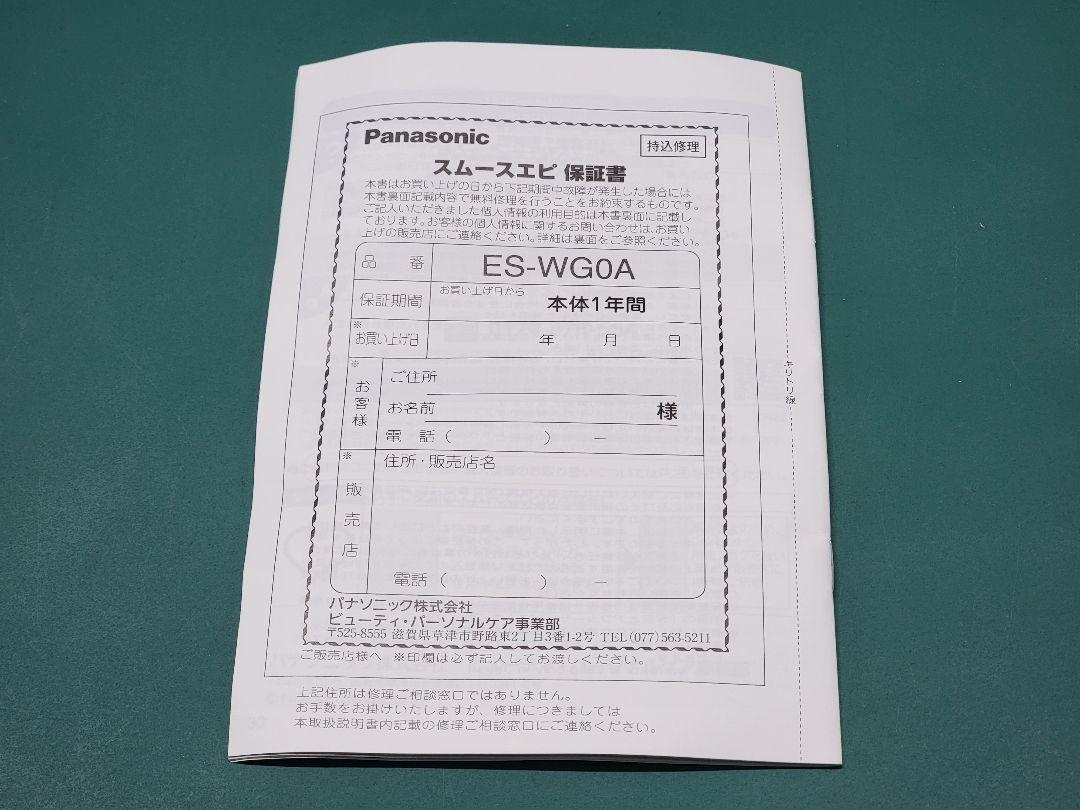 Panasonic
持込修理
スムースエピ 保証書
本書はお買い上げの日から下記期間中故障が発生した場合には
本書裏面記載内容で無料修理を行うことをお約束するものです。
ご記入いただきました個人情報の利用目的は本書裏面に記載し
ております。お客様の個人情報に関するお問い合わせは、お買い
上げの販売店にご連絡ください。詳細は裏面をご参照ください。
品 番 ES-WG0A
保証期間 お買い上げ日から 本体1年間
※お買い上げ日 年 月 日
※お客様
ご住所
お名前 様
電 話 ( ) ー
※販売店
住所・販売店名
電話 ( ) ー
パナソニック株式会社
ビューティ・パーソナルケア事業部
〒525-8555 滋賀県草津市野路東2丁目3番1-2号 TEL(077)563-5211
ご販売店様へ ※印欄は必ず記入してお渡しください。
上記住所は修理ご相談窓口ではありません。
お手数をお掛けいたしますが、修理につきましては
本取扱説明書内記載の修理ご相談窓口にご連絡ください。
キリトリ線